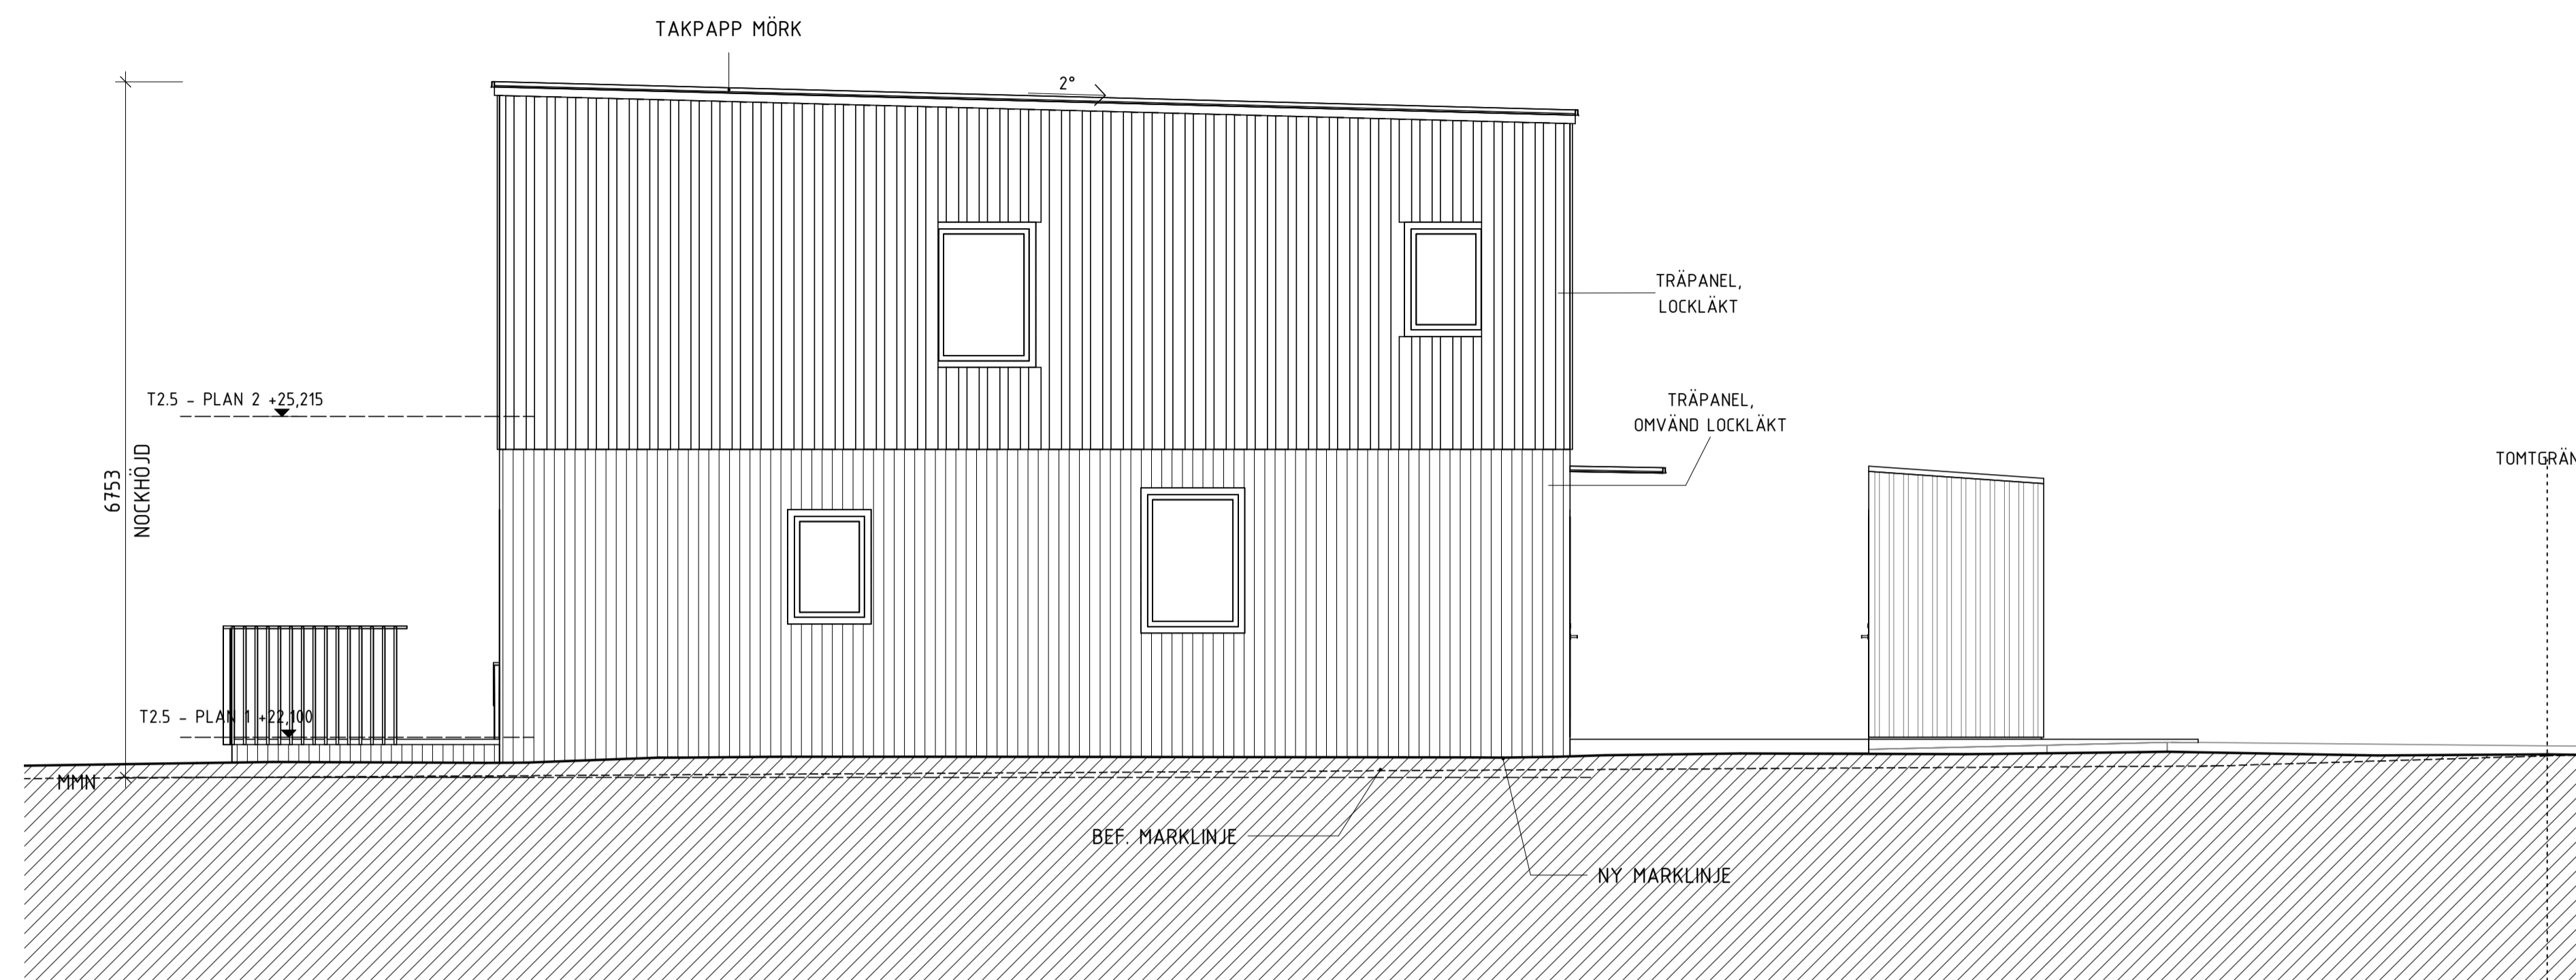 TAKPAPP MÖRK
2°
TRÄPANEL,
LOCKLÄKT
T2.5 - PLAN 2 +25,215
TRÄPANEL,
OMVÄND LOCKLÄKT
6753
NOCKHÖJD
TOMTGRÄN
T2.5 - PLAN 1 +22,100
MMN
BEF. MARKLINJE
NY MARKLINJE